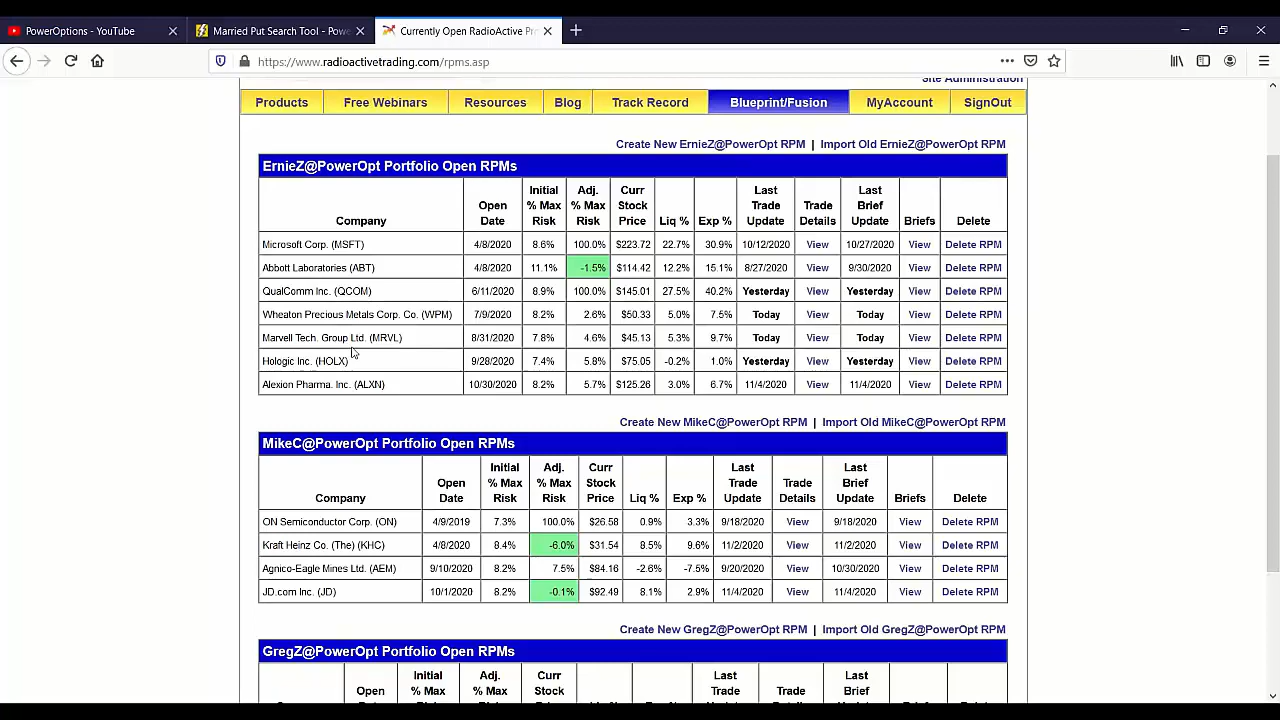 PowerOptions - YouTube
Married Put Search Tool - Power
Currently Open RadioActive Pr
https://www.radioactivetrading.com/rpms.asp
Site Administration
Products Free Webinars Resources Blog Track Record Blueprint/Fusion MyAccount SignOut
Create New ErnieZ@PowerOpt RPM | Import Old ErnieZ@PowerOpt RPM
ErnieZ@PowerOpt Portfolio Open RPMs
Company Open Date Initial % Max Risk Adj. % Max Risk Curr Stock Price Liq % Exp % Last Trade Update Trade Details Last Brief Update Briefs Delete
Microsoft Corp. (MSFT) 4/8/2020 8.6% 100.0% $223.72 22.7% 30.9% 10/12/2020 View 10/27/2020 View Delete RPM
Abbott Laboratories (ABT) 4/8/2020 11.1% -1.5% $114.42 12.2% 15.1% 8/27/2020 View 9/30/2020 View Delete RPM
QualComm Inc. (QCOM) 6/11/2020 8.9% 100.0% $145.01 27.5% 40.2% Yesterday View Yesterday View Delete RPM
Wheaton Precious Metals Corp. Co. (WPM) 7/9/2020 8.2% 2.6% $50.33 5.0% 7.5% Today View Today View Delete RPM
Marvell Tech. Group Ltd. (MRVL) 8/31/2020 7.8% 4.6% $45.13 5.3% 9.7% Today View Today View Delete RPM
Hologic Inc. (HOLX) 9/28/2020 7.4% 5.8% $75.05 -0.2% 1.0% Yesterday View Yesterday View Delete RPM
Alexion Pharma. Inc. (ALXN) 10/30/2020 8.2% 5.7% $125.26 3.0% 6.7% 11/4/2020 View 11/4/2020 View Delete RPM
Create New MikeC@PowerOpt RPM | Import Old MikeC@PowerOpt RPM
MikeC@PowerOpt Portfolio Open RPMs
Company Open Date Initial % Max Risk Adj. % Max Risk Curr Stock Price Liq % Exp % Last Trade Update Trade Details Last Brief Update Briefs Delete
ON Semiconductor Corp. (ON) 4/9/2019 7.3% 100.0% $26.58 0.9% 3.3% 9/18/2020 View 9/18/2020 View Delete RPM
Kraft Heinz Co. (The) (KHC) 4/8/2020 8.4% -6.0% $31.54 8.5% 9.6% 11/2/2020 View 11/2/2020 View Delete RPM
Agnico-Eagle Mines Ltd. (AEM) 9/10/2020 8.2% 7.5% $84.16 -2.6% -7.5% 9/20/2020 View 10/30/2020 View Delete RPM
JD.com Inc. (JD) 10/1/2020 8.2% -0.1% $92.49 8.1% 2.9% 11/4/2020 View 11/4/2020 View Delete RPM
Create New GregZ@PowerOpt RPM | Import Old GregZ@PowerOpt RPM
GregZ@PowerOpt Portfolio Open RPMs
Open Initial % Max Adj. % Max Curr Stock Last Trade Trade Last Brief